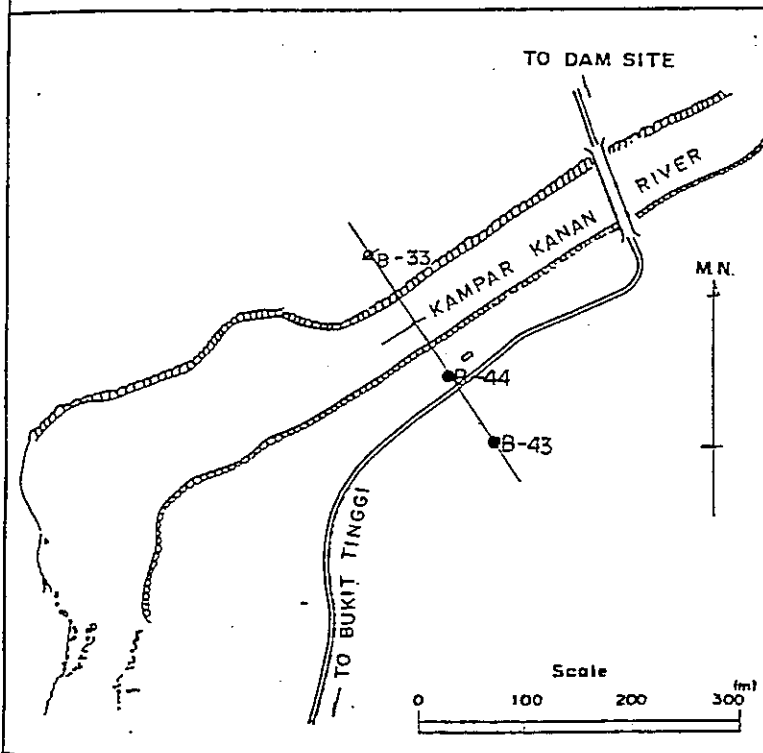 TO DAM SITE
KAMPAR KANAN RIVER
B-33
M.N.
B-44
B-43
TO BUKIT TINGGI
Scale
(m)
0 100 200 300